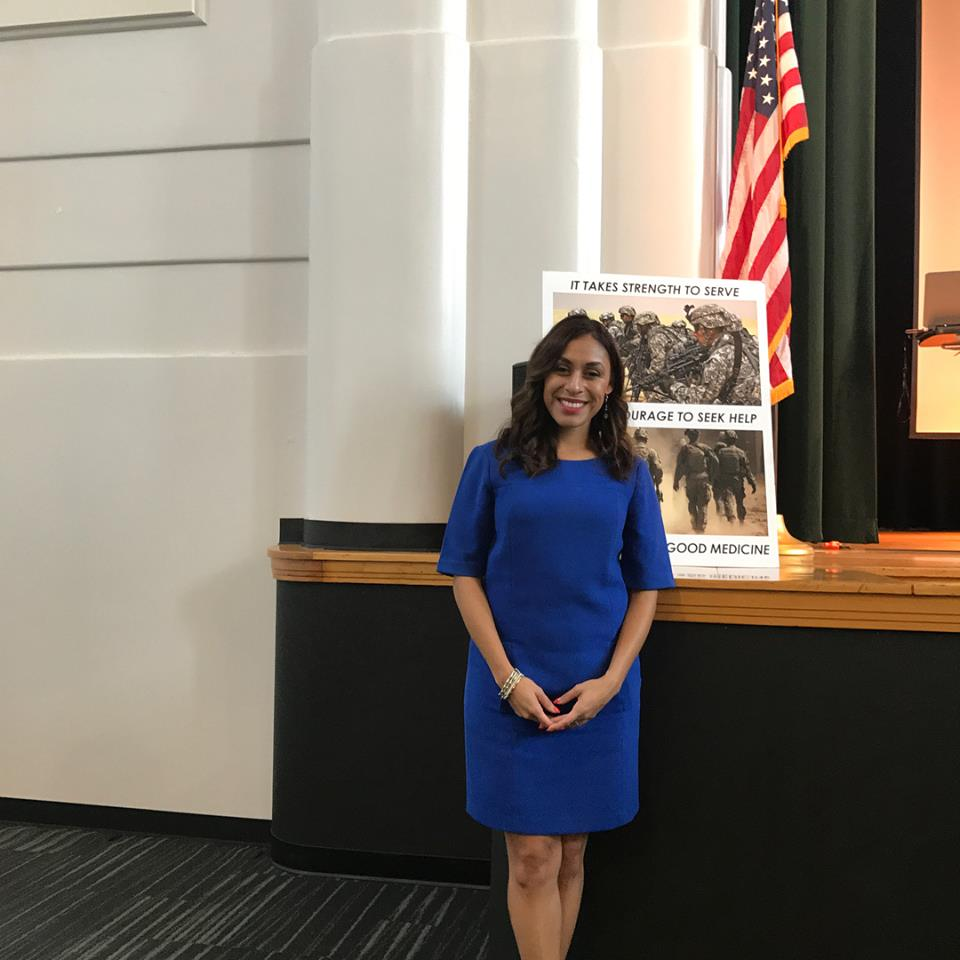 IT TAKES STRENGTH TO SERVE
OURAGE TO SEEK HELP
GOOD MEDICINE